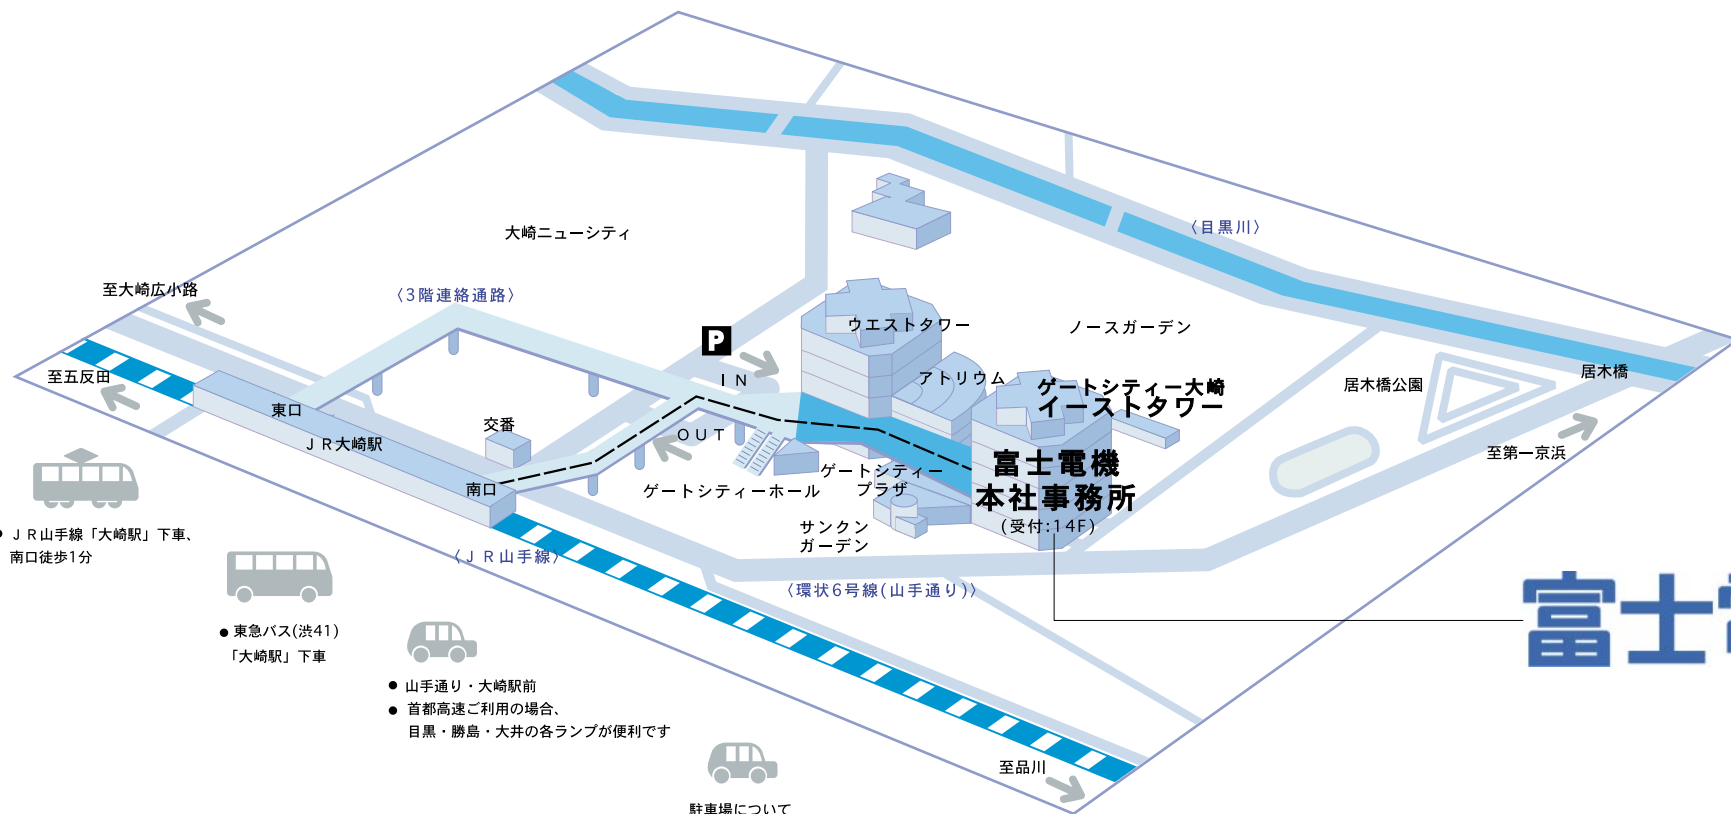 〈目黒川〉
大崎ニューシティ
至大崎広小路
〈3階連絡通路〉
ウエストタワー
ノースガーデン
P
IN
アトリウム
ゲートシティー大崎
イーストタワー
居木橋公園
居木橋
至五反田
東口
JR大崎駅
交番
OUT
南口
ゲートシティーホール
ゲートシティー
プラザ
富士電機
本社事務所
(受付:14F)
至第一京浜
サンクン
ガーデン
● JR山手線「大崎駅」下車、
南口徒歩1分
〈JR山手線〉
〈環状6号線(山手通り)〉
● 東急バス(渋41)
「大崎駅」下車
● 山手通り・大崎駅前
● 首都高速ご利用の場合、
目黒・勝島・大井の各ランプが便利です
至品川
駐車場について
富士